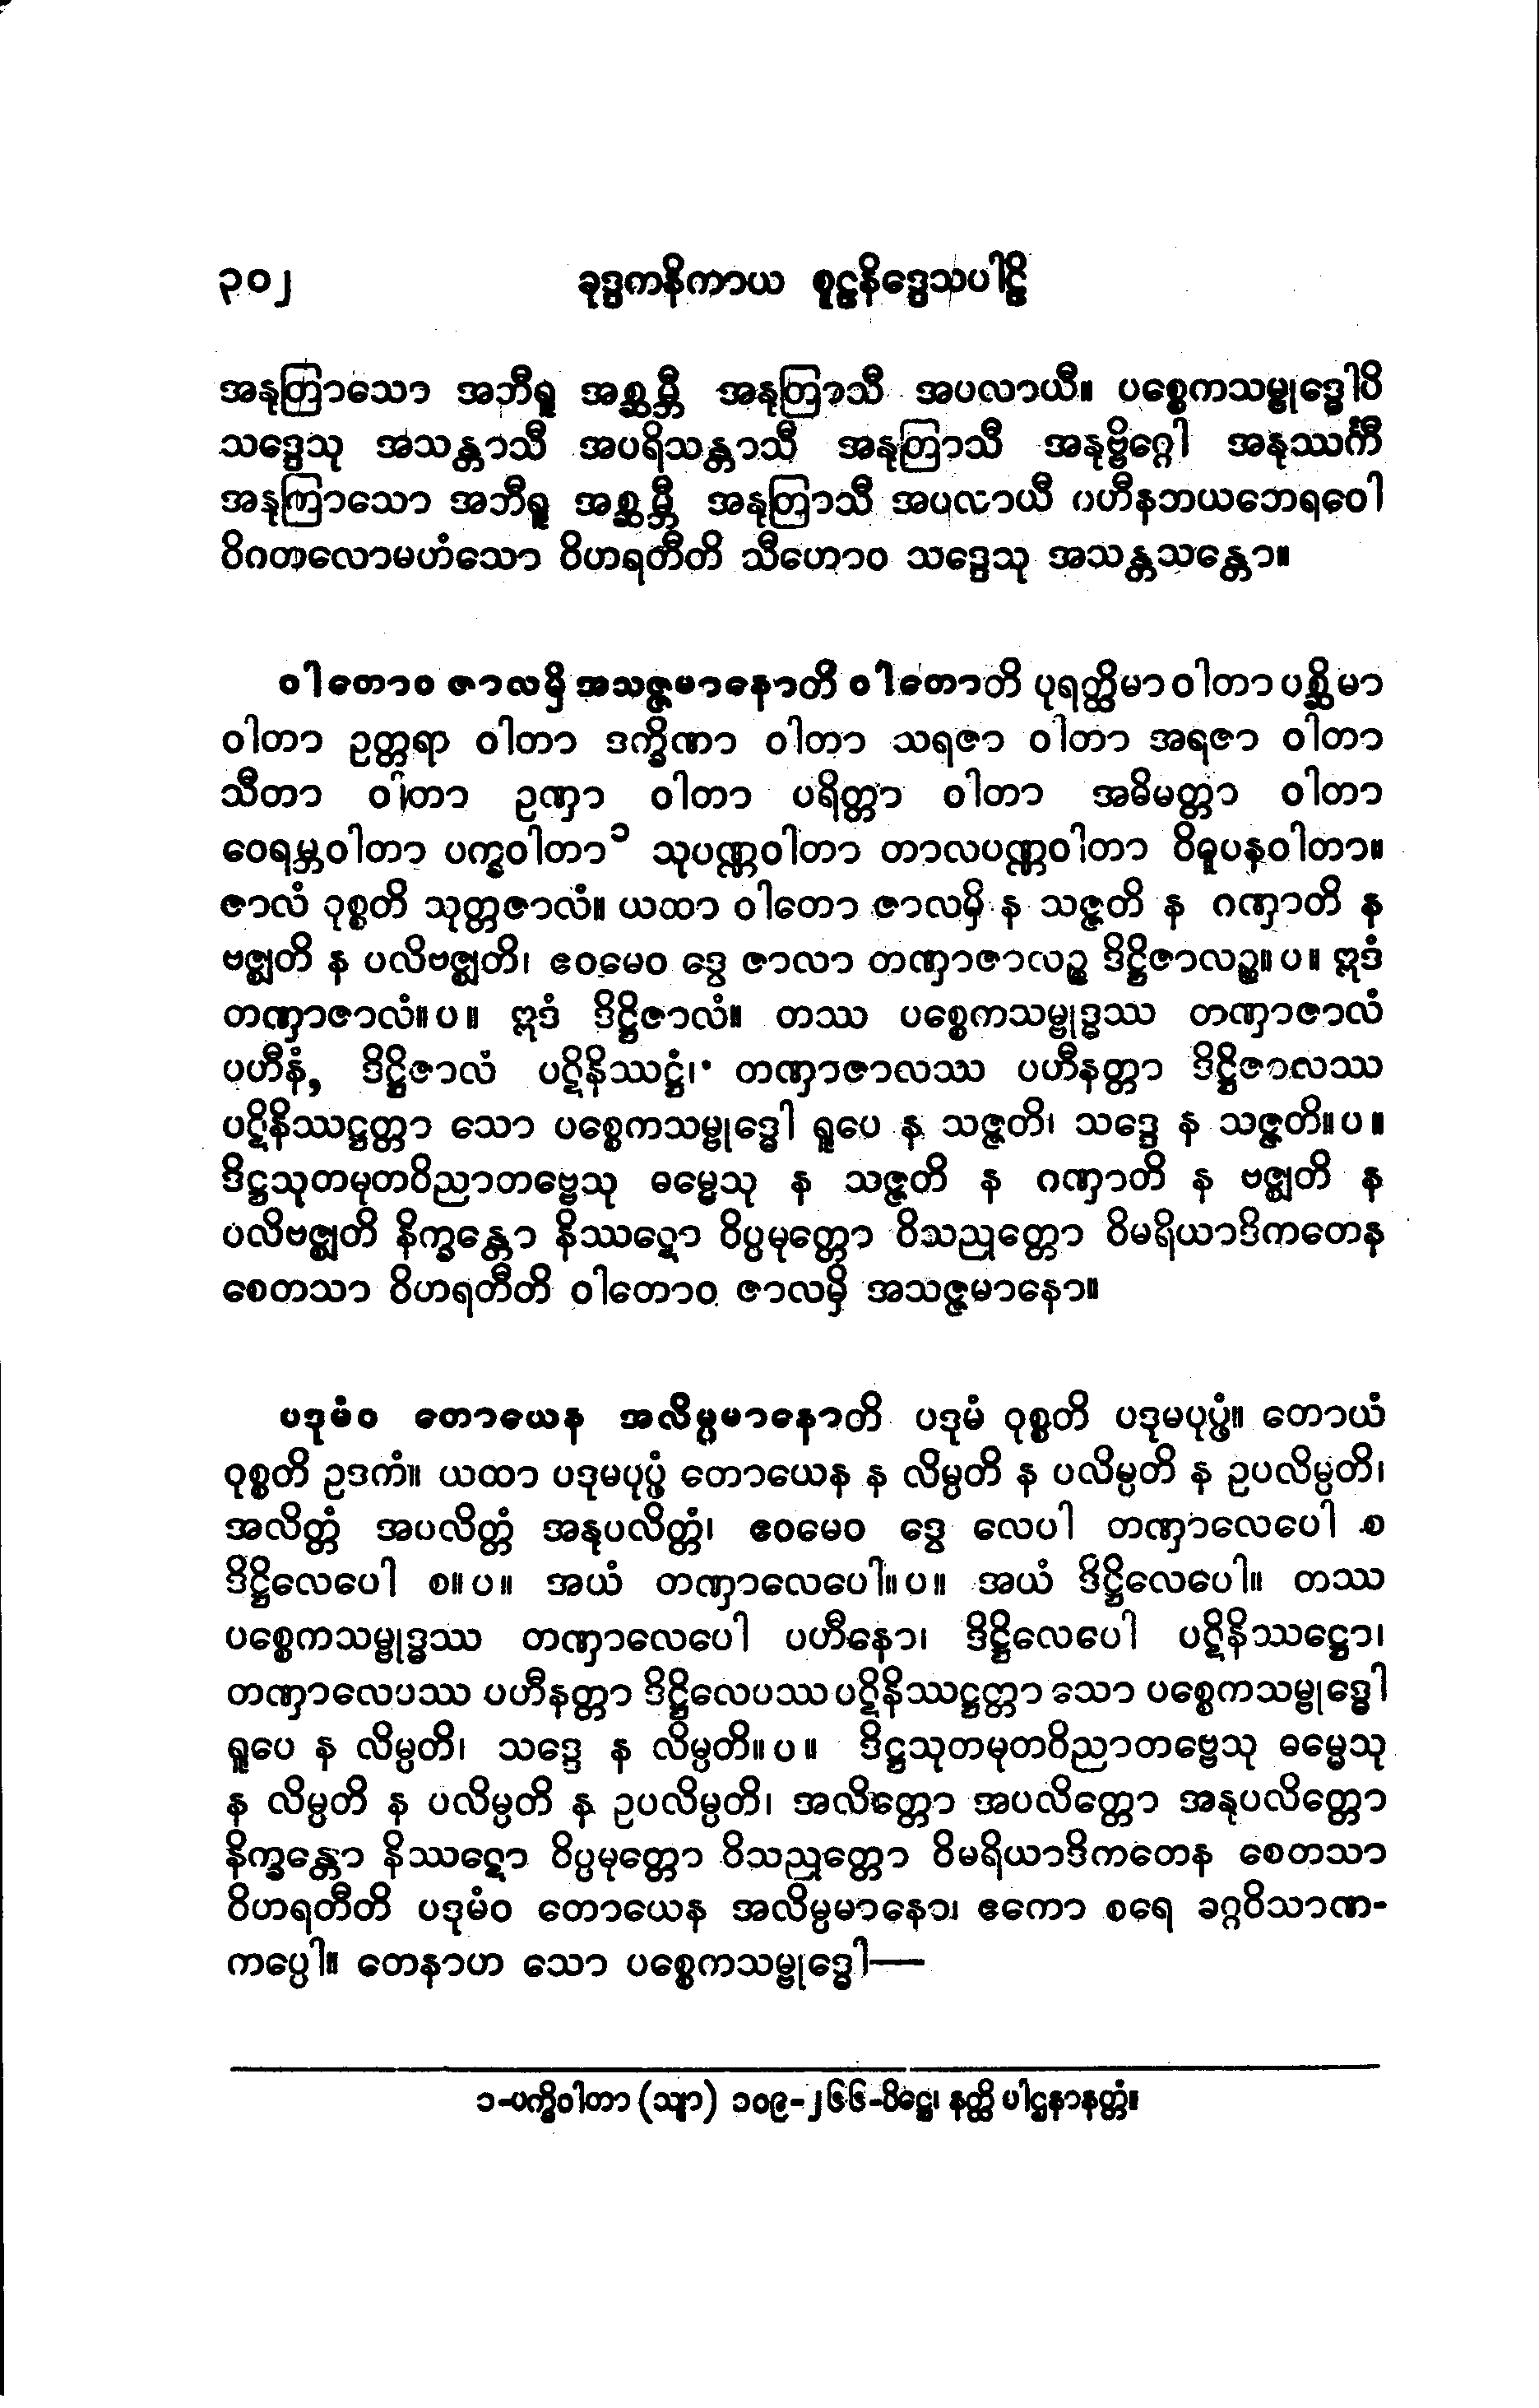 ၃၀၂ ခုဒ္ဒကနိကာယ စူဠနိဒ္ဒေသပါဠိ
အနုတြာသော အဘီရူ အစ္ဆမ္ဘီ အနုတြာသီ အပလာယီ။ ပစ္စေကသမ္ဗုဒ္ဓေါပိ
သဒ္ဒေသု အသန္တာသီ အပရိသန္တာသီ အနုတြာသီ အနုဗ္ဗိဂ္ဂေါ အနုဿင်္ကီ
အနုတြာသော အဘီရူ အစ္ဆမ္ဘီ အနုတြာသီ အပလာယီ ပဟီနဘယဘေရဝေါ
ဝိဂတလောမဟံသော ဝိဟရတီတိ သီဟောဝ သဒ္ဒေသု အသန္တသန္တော။
ဝါတောဝ ဇာလမှိ အသဇ္ဇမာနောတိ ဝါတောတိ ပုရတ္ထိမာ ဝါတာ ပစ္ဆိမာ
ဝါတာ ဥတ္တရာ ဝါတာ ဒက္ခိဏာ ဝါတာ သရဇာ ဝါတာ အရဇာ ဝါတာ
သီတာ ဝါတာ ဥဏှာ ဝါတာ ပရိတ္တာ ဝါတာ အဓိမတ္တာ ဝါတာ
ဝေရမ္ဘဝါတာ ပက္ခဝါတာ၁ သုပဏ္ဏဝါတာ တာလပဏ္ဏဝါတာ ဝိဓူပနဝါတာ။
ဇာလံ ဝုစ္စတိ သုတ္တဇာလံ။ ယထာ ဝါတော ဇာလမှိ န သဇ္ဇတိ န ဂဏှာတိ န
ဗဇ္ဈတိ န ပလိဗဇ္ဈတိ၊ ဧဝမေဝ ဒွေ ဇာလာ တဏှာဇာလဉ္စ ဒိဋ္ဌိဇာလဉ္စ။ပ။ ဣဒံ
တဏှာဇာလံ။ပ။ ဣဒံ ဒိဋ္ဌိဇာလံ။ တဿ ပစ္စေကသမ္ဗုဒ္ဓဿ တဏှာဇာလံ
ပဟီနံ, ဒိဋ္ဌိဇာလံ ပဋိနိဿဋ္ဌံ၊ တဏှာဇာလဿ ပဟီနတ္တာ ဒိဋ္ဌိဇာလဿ
ပဋိနိဿဋ္ဌတ္တာ သော ပစ္စေကသမ္ဗုဒ္ဓေါ ရူပေ န သဇ္ဇတိ၊ သဒ္ဒေ န သဇ္ဇတိ။ပ။
ဒိဋ္ဌသုတမုတဝိညာတဗ္ဗေသု ဓမ္မေသု န သဇ္ဇတိ န ဂဏှာတိ န ဗဇ္ဈတိ န
ပလိဗဇ္ဈတိ နိက္ခန္တော နိဿဋော ဝိပ္ပမုတ္တော ဝိသညုတ္တော ဝိမရိယာဒိကတေန
စေတသာ ဝိဟရတီတိ ဝါတောဝ ဇာလမှိ အသဇ္ဇမာနော။
ပဒုမံဝ တောယေန အလိမ္ပမာနောတိ ပဒုမံ ဝုစ္စတိ ပဒုမပုပ္ဖံ။ တောယံ
ဝုစ္စတိ ဥဒကံ။ ယထာ ပဒုမပုပ္ဖံ တောယေန န လိမ္ပတိ န ပလိမ္ပတိ န ဥပလိမ္ပတိ၊
အလိတ္တံ အပလိတ္တံ အနုပလိတ္တံ၊ ဧဝမေဝ ဒွေ လေပါ တဏှာလေပေါ စ
ဒိဋ္ဌိလေပေါ စ။ပ။ အယံ တဏှာလေပေါ။ပ။ အယံ ဒိဋ္ဌိလေပေါ။ တဿ
ပစ္စေကသမ္ဗုဒ္ဓဿ တဏှာလေပေါ ပဟီနော၊ ဒိဋ္ဌိလေပေါ ပဋိနိဿဋ္ဌော၊
တဏှာလေပဿ ပဟီနတ္တာ ဒိဋ္ဌိလေပဿ ပဋိနိဿဋ္ဌတ္တာ သော ပစ္စေကသမ္ဗုဒ္ဓေါ
ရူပေ န လိမ္ပတိ၊ သဒ္ဒေ န လိမ္ပတိ။ပ။ ဒိဋ္ဌသုတမုတဝိညာတဗ္ဗေသု ဓမ္မေသု
န လိမ္ပတိ န ပလိမ္ပတိ န ဥပလိမ္ပတိ၊ အလိတ္တော အပလိတ္တော အနုပလိတ္တော
နိက္ခန္တော နိဿဋော ဝိပ္ပမုတ္တော ဝိသညုတ္တော ဝိမရိယာဒိကတေန စေတသာ
ဝိဟရတီတိ ပဒုမံဝ တောယေန အလိမ္ပမာနော၊ ဧကော စရေ ခဂ္ဂဝိသာဏ-
ကပ္ပေါ။ တေနာဟ သော ပစ္စေကသမ္ဗုဒ္ဓေါ—
၁-ပက္ခိဝါတာ (သျာ) ၁၀၉-၂၆၆-ပိဋ္ဌေ၊ နတ္ထိ ပါဌနာနတ္တံ။